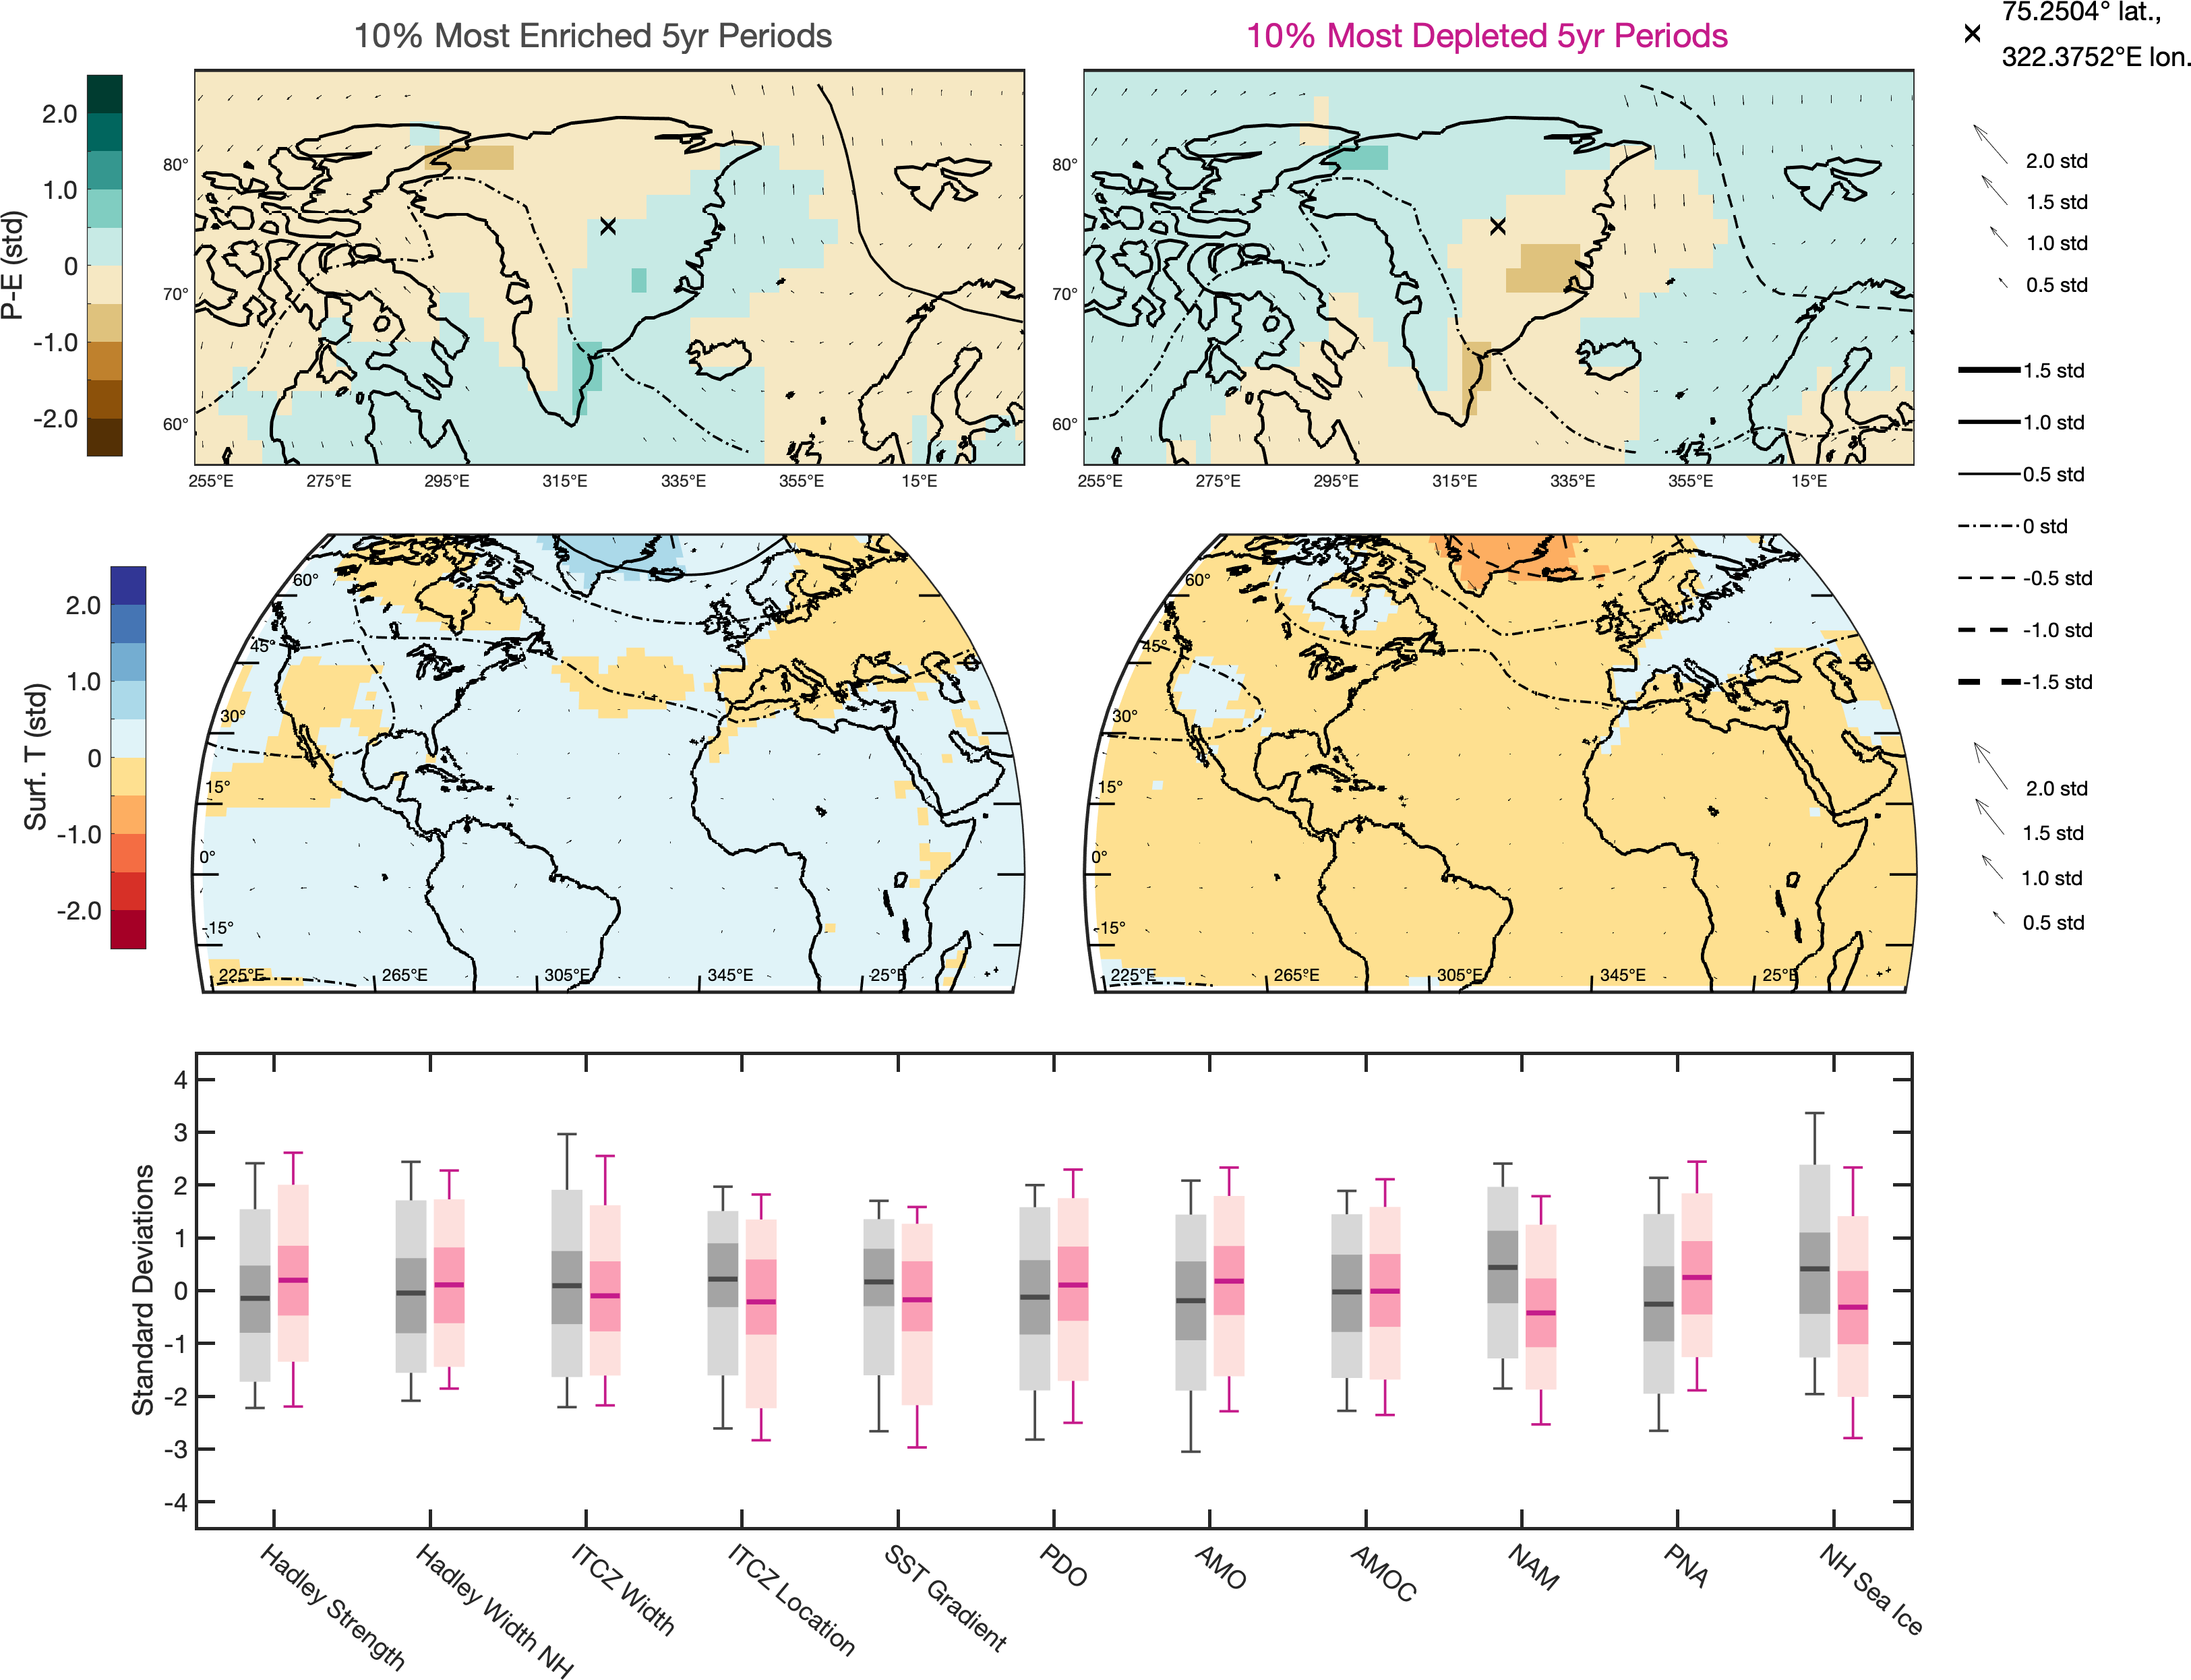 10% Most Enriched 5yr Periods
10% Most Depleted 5yr Periods
75.2504° lat.,
322.3752°E lon.
P-E (std)
2.0
1.0
0
-1.0
-2.0
80°
70°
60°
255°E 275°E 295°E 315°E 335°E 355°E 15°E
80°
70°
60°
255°E 275°E 295°E 315°E 335°E 355°E 15°E
2.0 std
1.5 std
1.0 std
0.5 std
1.5 std
1.0 std
0.5 std
0 std
-0.5 std
-1.0 std
-1.5 std
Surf. T (std)
2.0
1.0
0
-1.0
-2.0
60°
45°
30°
15°
0°
-15°
225°E 265°E 305°E 345°E 25°E
60°
45°
30°
15°
0°
-15°
225°E 265°E 305°E 345°E 25°E
2.0 std
1.5 std
1.0 std
0.5 std
Standard Deviations
4
3
2
1
0
-1
-2
-3
-4
Hadley Strength
Hadley Width NH
ITCZ Width
ITCZ Location
SST Gradient
PDO
AMO
AMOC
NAM
PNA
NH Sea Ice